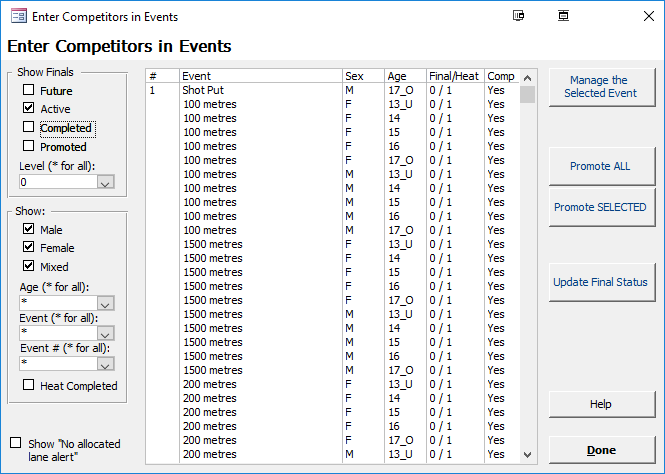 Enter Competitors in Events
Enter Competitors in Events
Show Finals
Future
Active
Completed
Promoted
Level (* for all):
0
Show:
Male
Female
Mixed
Age (* for all):
*
Event (* for all):
*
Event # (* for all):
*
Heat Completed
Show "No allocated
lane alert"
# Event Sex Age Final/Heat Comp
1 Shot Put M 17_O 0 / 1 Yes
100 metres F 13_U 0 / 1 Yes
100 metres F 14 0 / 1 Yes
100 metres F 15 0 / 1 Yes
100 metres F 16 0 / 1 Yes
100 metres F 17_O 0 / 1 Yes
100 metres M 13_U 0 / 1 Yes
100 metres M 14 0 / 1 Yes
100 metres M 15 0 / 1 Yes
100 metres M 16 0 / 1 Yes
100 metres M 17_O 0 / 1 Yes
1500 metres F 13_U 0 / 1 Yes
1500 metres F 14 0 / 1 Yes
1500 metres F 15 0 / 1 Yes
1500 metres F 16 0 / 1 Yes
1500 metres F 17_O 0 / 1 Yes
1500 metres M 13_U 0 / 1 Yes
1500 metres M 14 0 / 1 Yes
1500 metres M 15 0 / 1 Yes
1500 metres M 16 0 / 1 Yes
1500 metres M 17_O 0 / 1 Yes
200 metres F 13_U 0 / 1 Yes
200 metres F 14 0 / 1 Yes
200 metres F 15 0 / 1 Yes
200 metres F 16 0 / 1 Yes
200 metres F 17_O 0 / 1 Yes
200 metres M 13_U 0 / 1 Yes
Manage the
Selected Event
Promote ALL
Promote SELECTED
Update Final Status
Help
Done